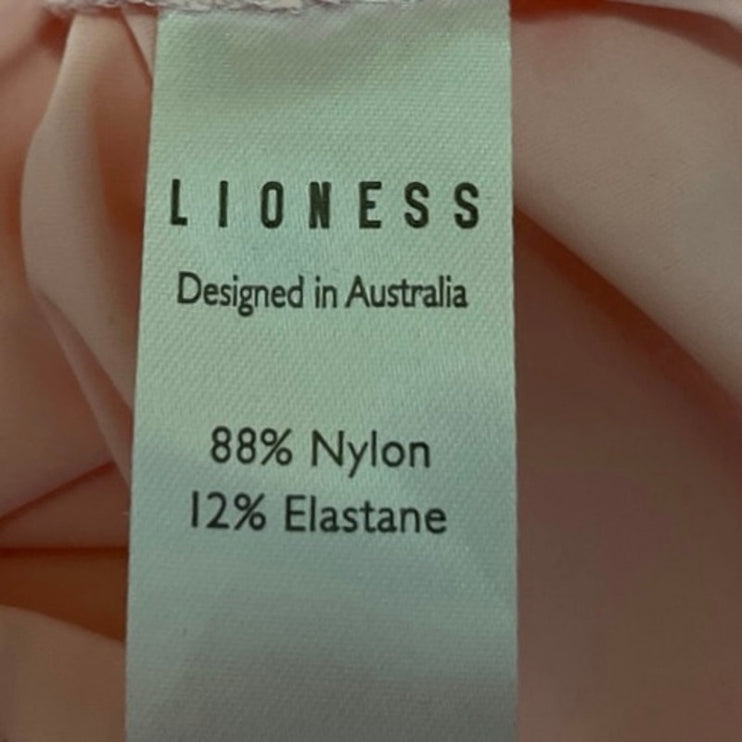 LIONESS
Designed in Australia
88% Nylon
12% Elastane